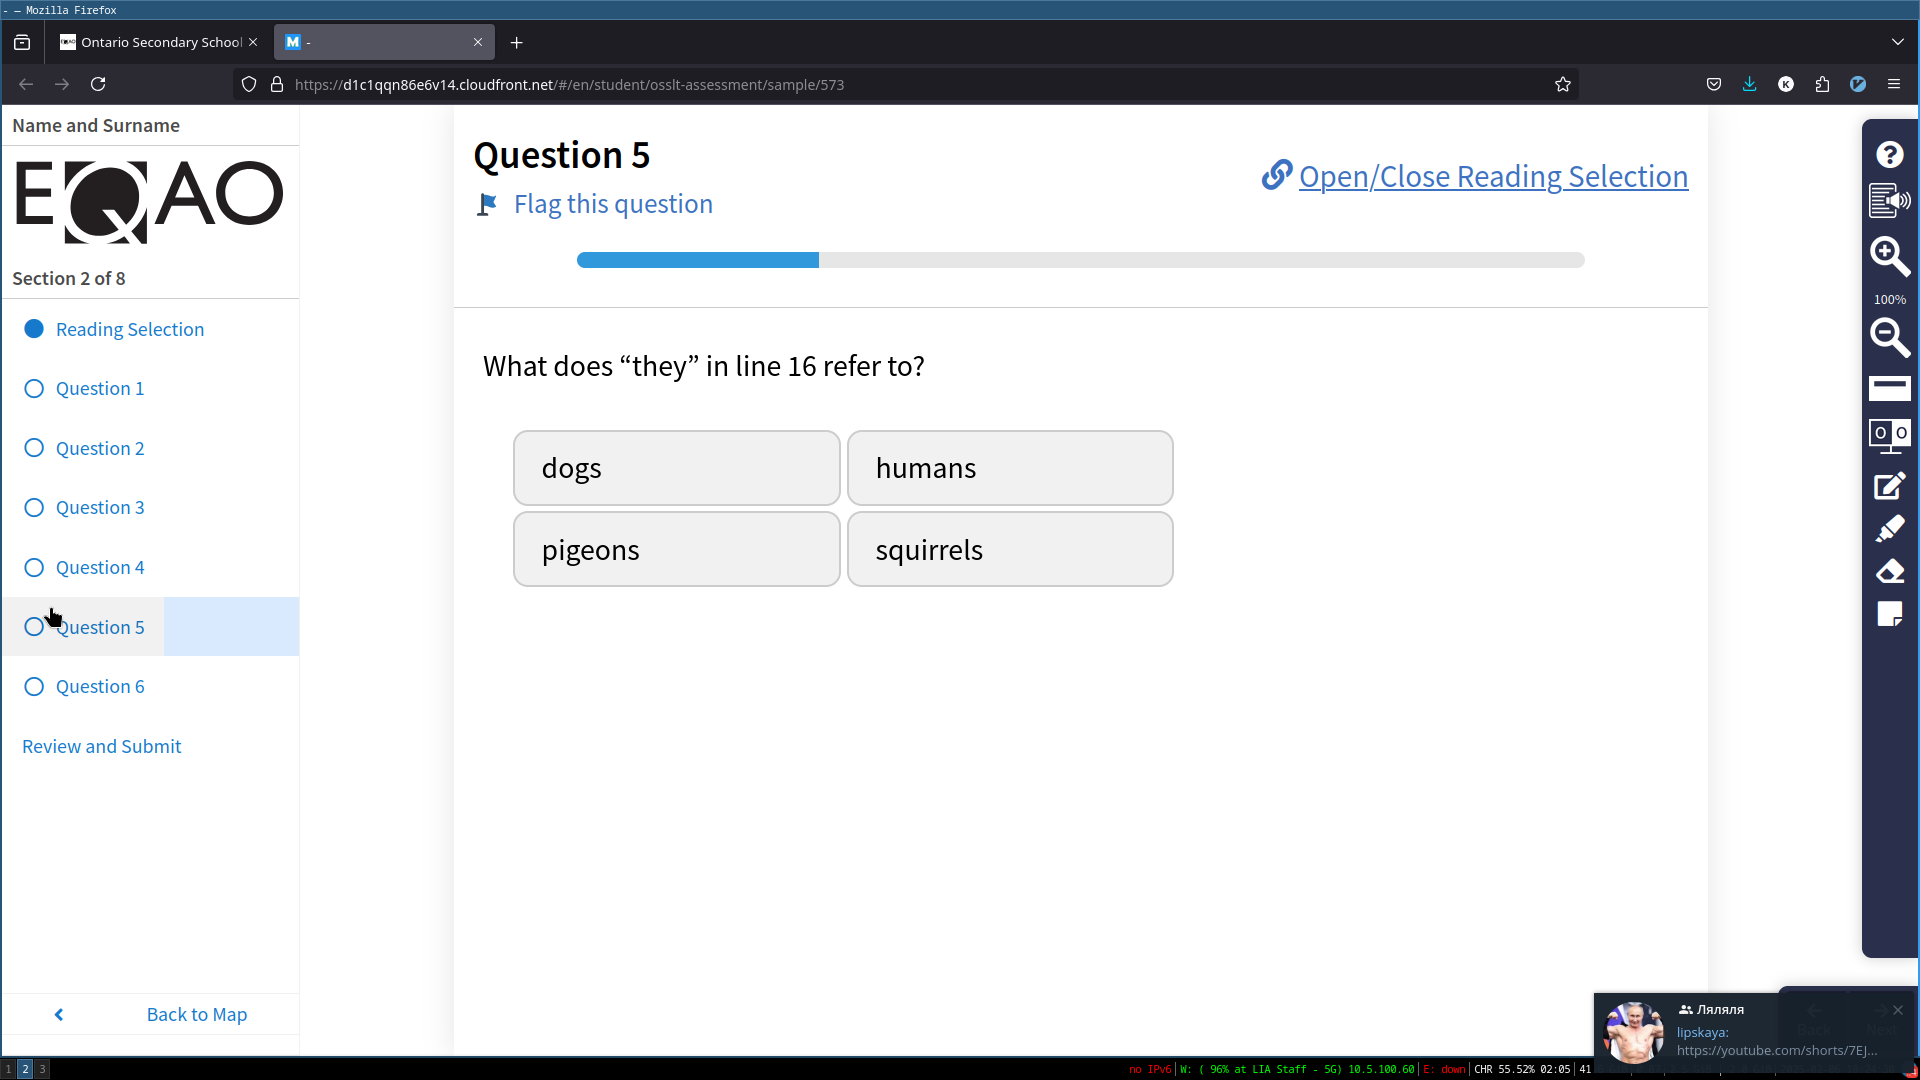 - — Mozilla Firefox
Ontario Secondary School
M -
https://d1c1qqn86e6v14.cloudfront.net/#/en/student/osslt-assessment/sample/573
K
Name and Surname
EQAO
Section 2 of 8
Reading Selection
Question 1
Question 2
Question 3
Question 4
Question 5
Question 6
Review and Submit
Back to Map
Question 5
Flag this question
Open/Close Reading Selection
What does “they” in line 16 refer to?
dogs
humans
pigeons
squirrels
100%
Ляляля
lipskaya:
https://youtube.com/shorts/7EJ...
1 2 3
no IPv6 W: ( 96% at LIA Staff - 5G) 10.5.100.60 E: down CHR 55.52% 02:05 41